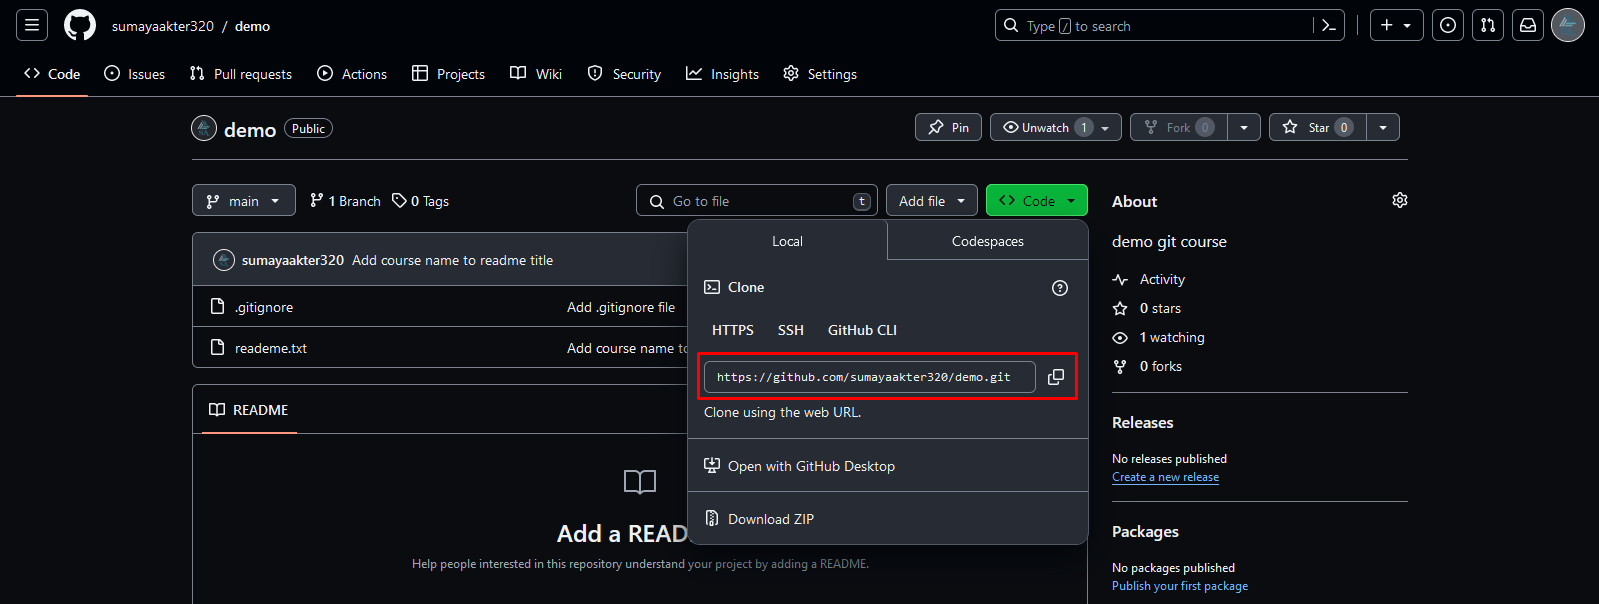 sumayaakter320 / demo
Type / to search
Code Issues Pull requests Actions Projects Wiki Security Insights Settings
demo Public
Pin Unwatch 1 Fork 0 Star 0
main 1 Branch 0 Tags Go to file t Add file Code
sumayaakter320 Add course name to readme title
.gitignore Add .gitignore file
reademe.txt Add course name to
README
Add a READ
Help people interested in this repository understand your project by adding a README.
Local Codespaces
Clone
HTTPS SSH GitHub CLI
https://github.com/sumayaakter320/demo.git
Clone using the web URL.
Open with GitHub Desktop
Download ZIP
About
demo git course
Activity
0 stars
1 watching
0 forks
Releases
No releases published
Create a new release
Packages
No packages published
Publish your first package